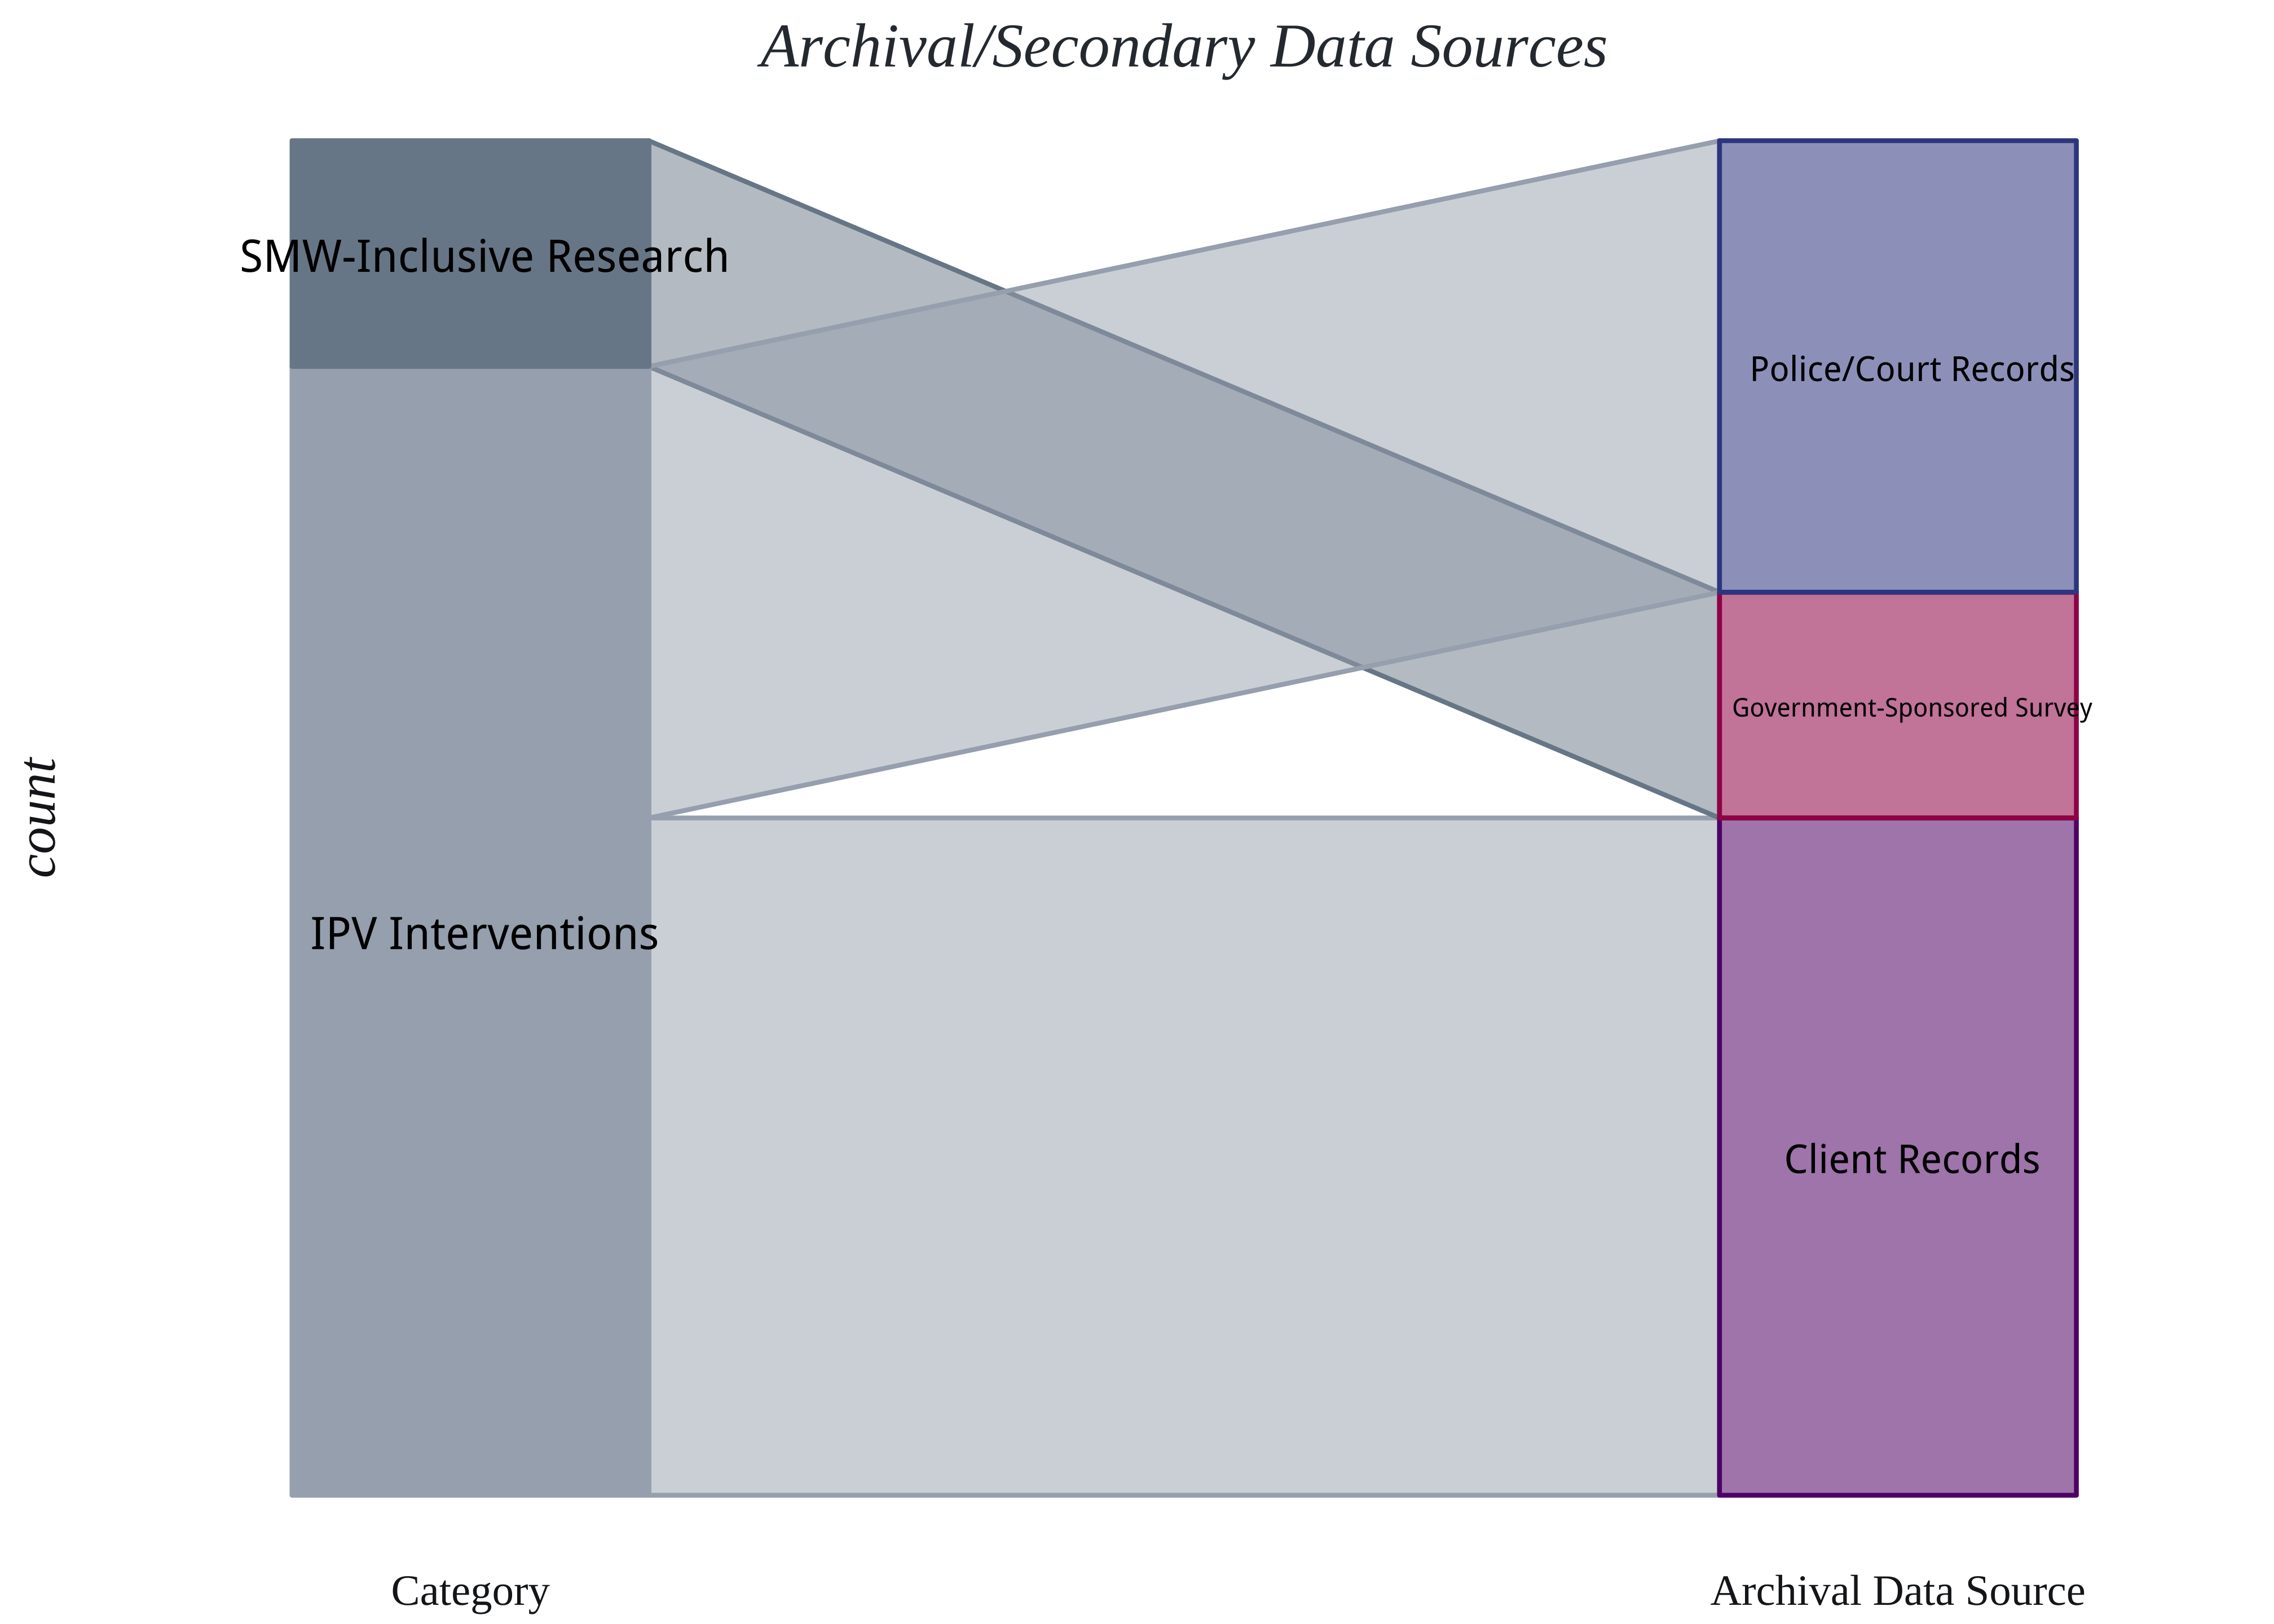 Archival/Secondary Data Sources
SMW-Inclusive Research
Police/Court Records
Government-Sponsored Survey
count
IPV Interventions
Client Records
Category
Archival Data Source